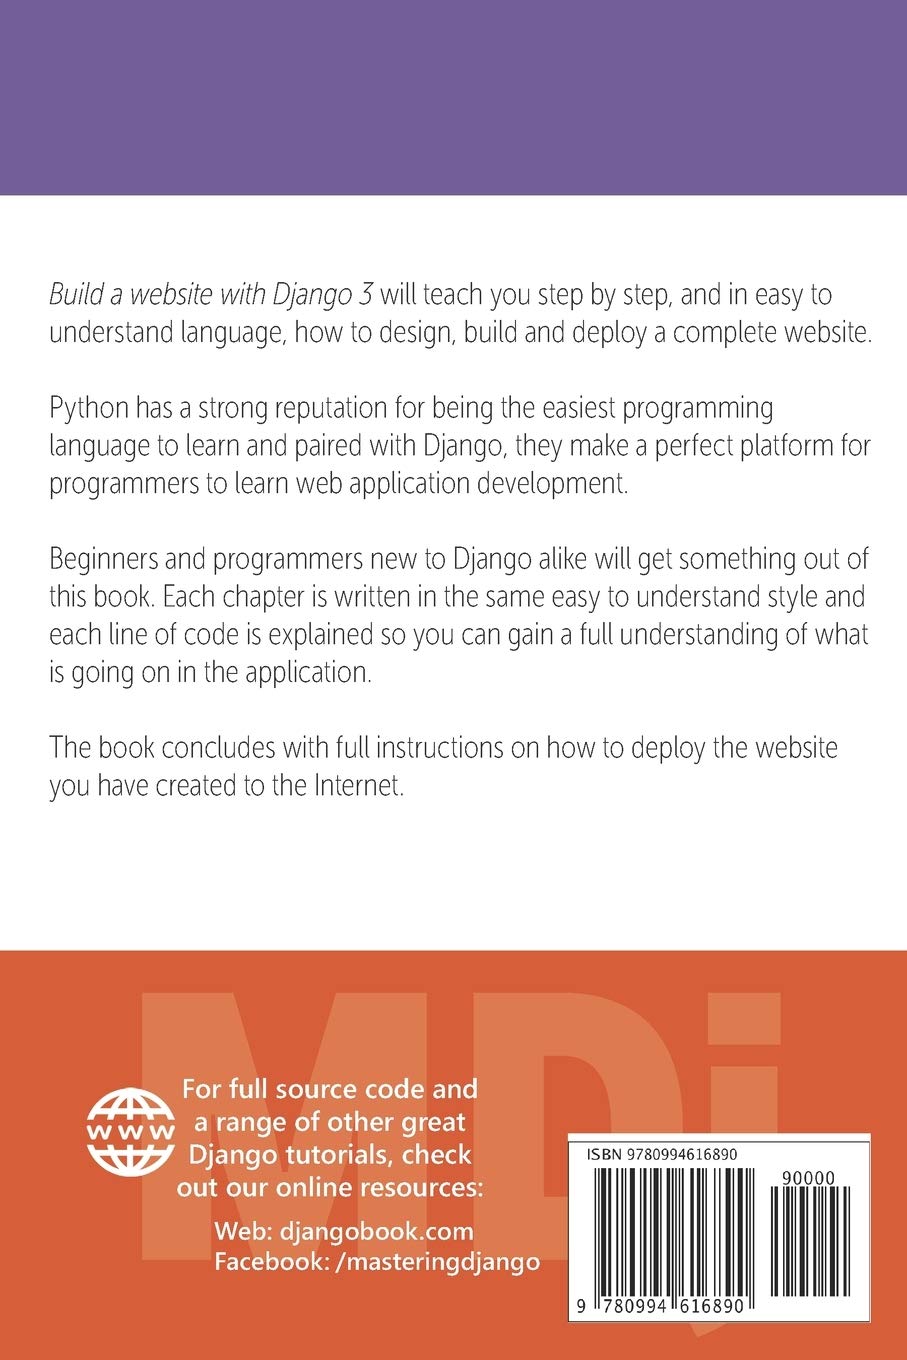 Build a website with Django 3 will teach you step by step, and in easy to
understand language, how to design, build and deploy a complete website.
Python has a strong reputation for being the easiest programming
language to learn and paired with Django, they make a perfect platform for
programmers to learn web application development.
Beginners and programmers new to Django alike will get something out of
this book. Each chapter is written in the same easy to understand style and
each line of code is explained so you can gain a full understanding of what
is going on in the application.
The book concludes with full instructions on how to deploy the website
you have created to the Internet.
MDj
www
For full source code and
a range of other great
Django tutorials, check
out our online resources:
Web: djangobook.com
Facebook: /masteringdjango
ISBN 9780994616890
90000
9 780994 616890